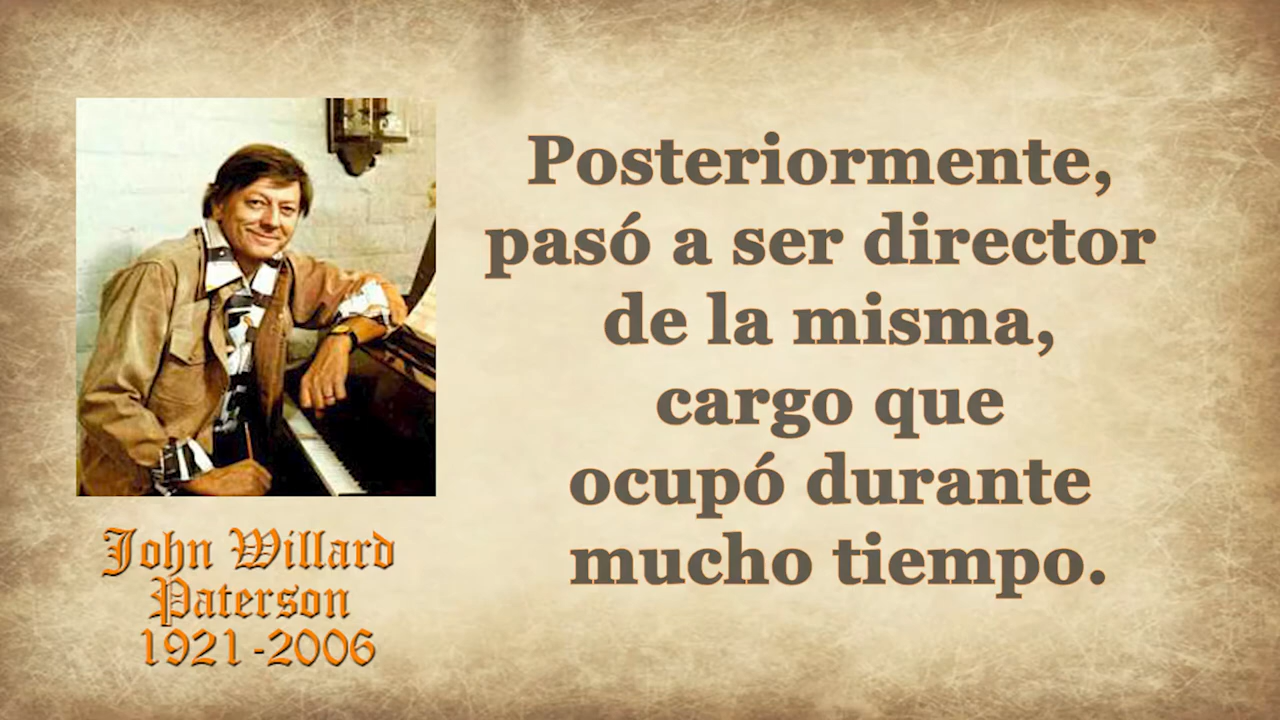 Posteriormente,
pasó a ser director
de la misma,
cargo que
ocupó durante
mucho tiempo.
John Willard
Paterson
1921-2006